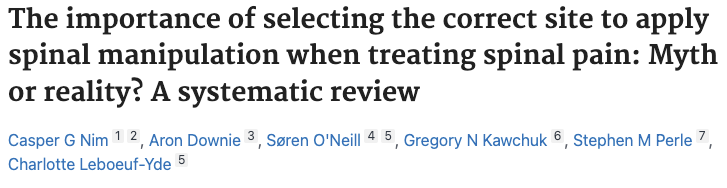 The importance of selecting the correct site to apply
spinal manipulation when treating spinal pain: Myth
or reality? A systematic review
Casper G Nim 1 2, Aron Downie 3, Søren O'Neill 4 5, Gregory N Kawchuk 6, Stephen M Perle 7,
Charlotte Leboeuf-Yde 5